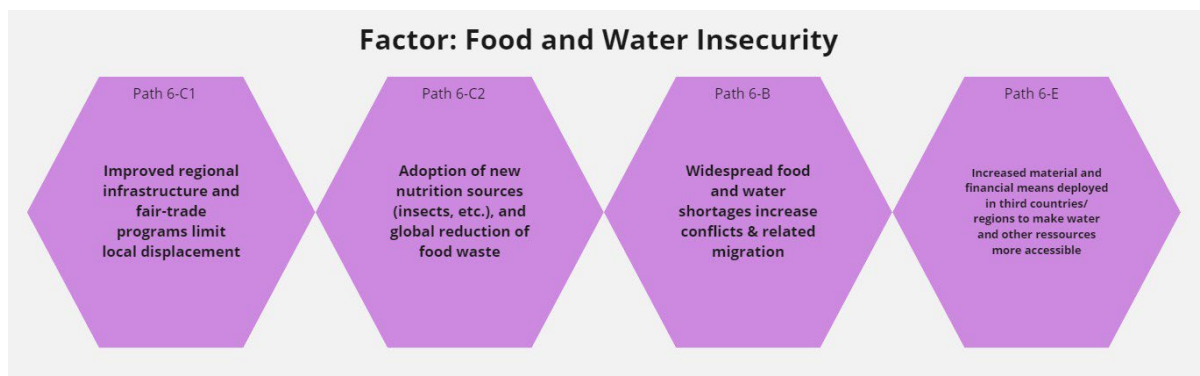 Factor: Food and Water Insecurity
Path 6-C1
Improved regional
infrastructure and
fair-trade
programs limit
local displacement
Path 6-C2
Adoption of new
nutrition sources
(insects, etc.), and
global reduction of
food waste
Path 6-B
Widespread food
and water
shortages increase
conflicts & related
migration
Path 6-E
Increased material and
financial means deployed
in third countries/
regions to make water
and other ressources
more accessible